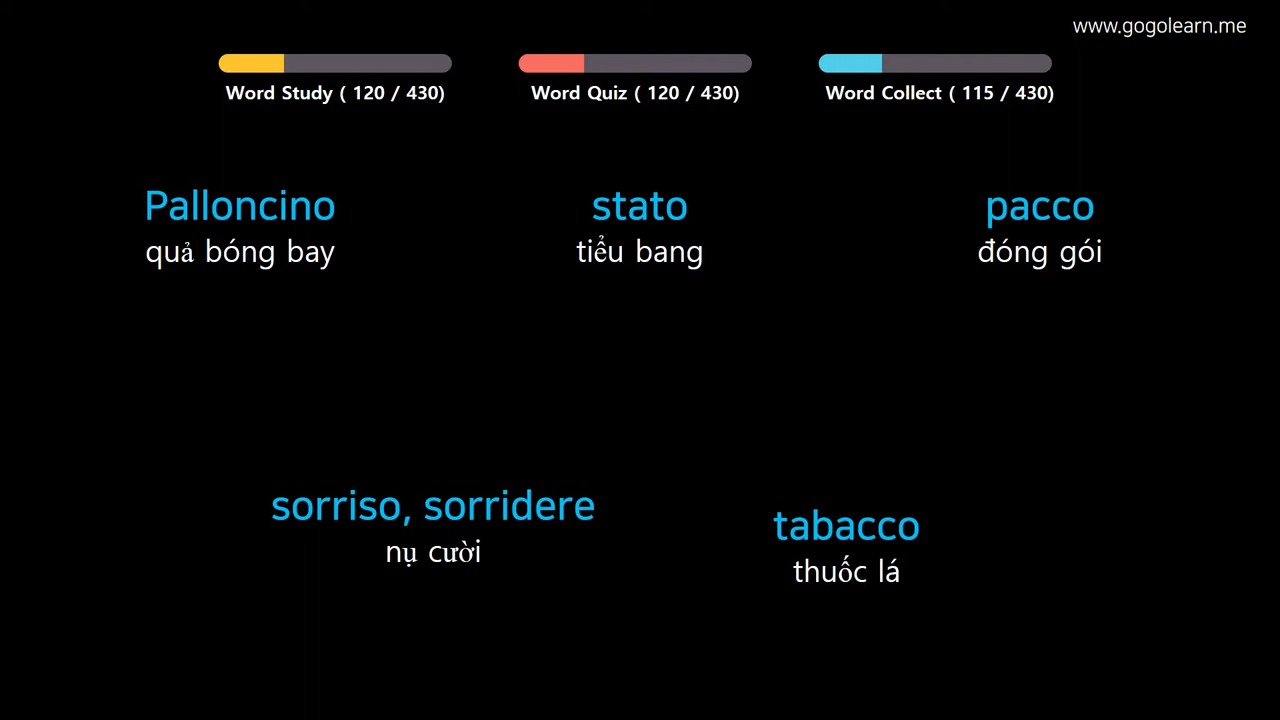 www.gogolearn.me
Word Study ( 120 / 430)
Word Quiz ( 120 / 430)
Word Collect ( 115 / 430)
Palloncino
quả bóng bay
stato
tiểu bang
pacco
đóng gói
sorriso, sorridere
nụ cười
tabacco
thuốc lá